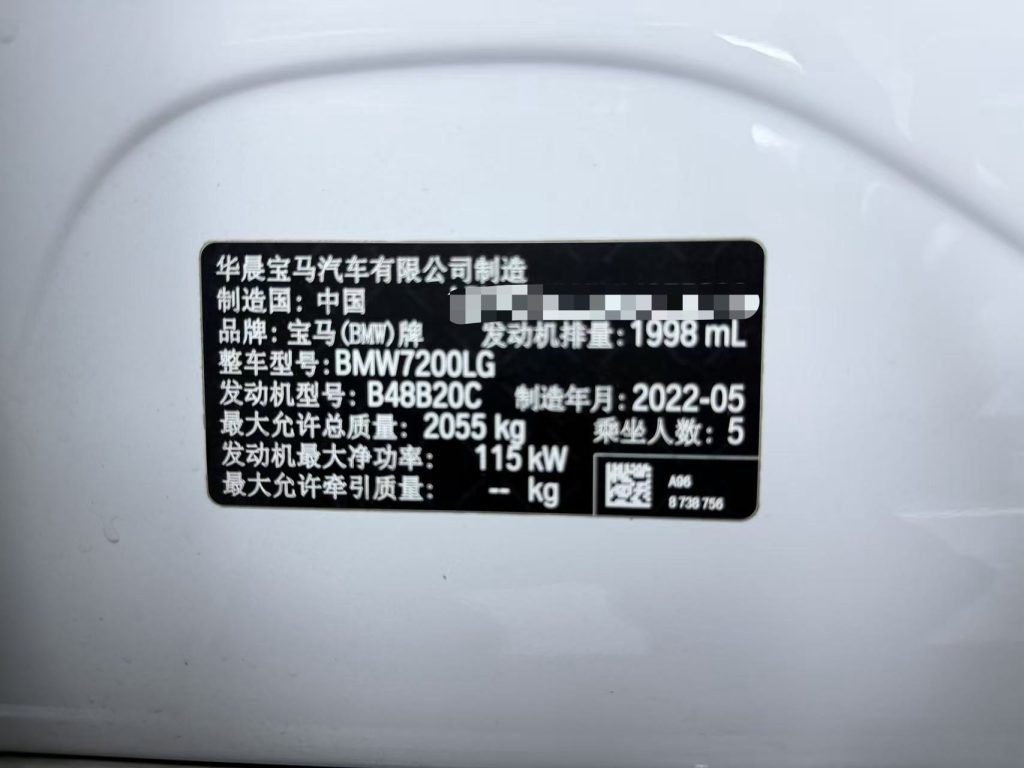 华晨宝马汽车有限公司制造
制造国：中国
品牌：宝马(BMW)牌 发动机排量：1998 mL
整车型号：BMW7200LG
发动机型号：B48B20C 制造年月：2022-05
最大允许总质量：2055 kg 乘坐人数：5
发动机最大净功率：115 kW
最大允许牵引质量：-- kg
A96
8 738 756